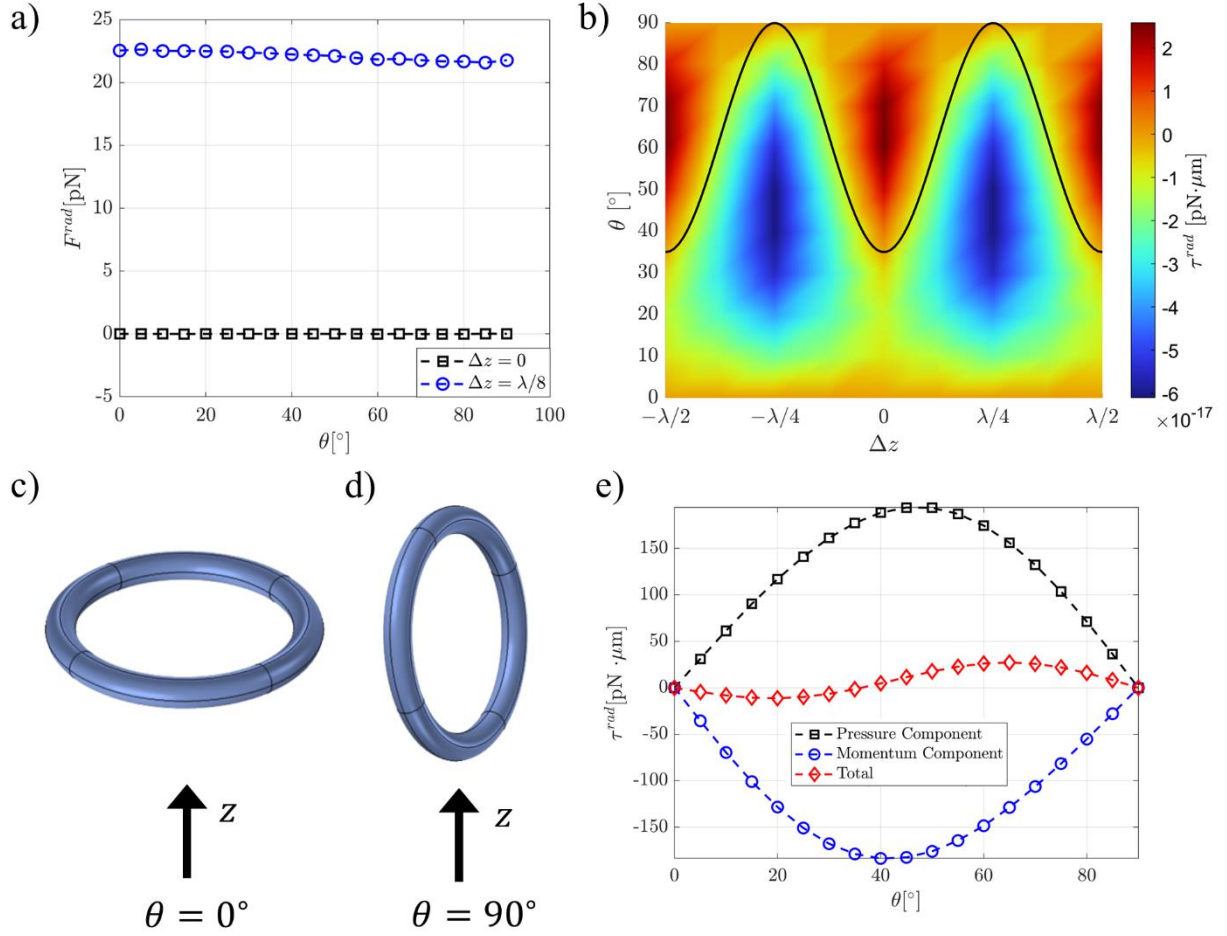 a)
25
20
15
10
5
0
-5
F^{rad}[pN]
0
20
40
60
80
100
θ[°]
Δz = 0
Δz = λ/8
b)
90
80
70
60
50
40
30
20
10
0
θ [°]
−λ/2
−λ/4
0
λ/4
λ/2
Δz
2
1
0
-1
-2
-3
-4
-5
-6
×10^{-17}
τ^{rad} [pN·μm]
c)
z
θ = 0°
d)
z
θ = 90°
e)
150
100
50
0
-50
-100
-150
τ^{rad}[pN ·μm]
0
20
40
60
80
θ[°]
Pressure Component
Momentum Component
Total